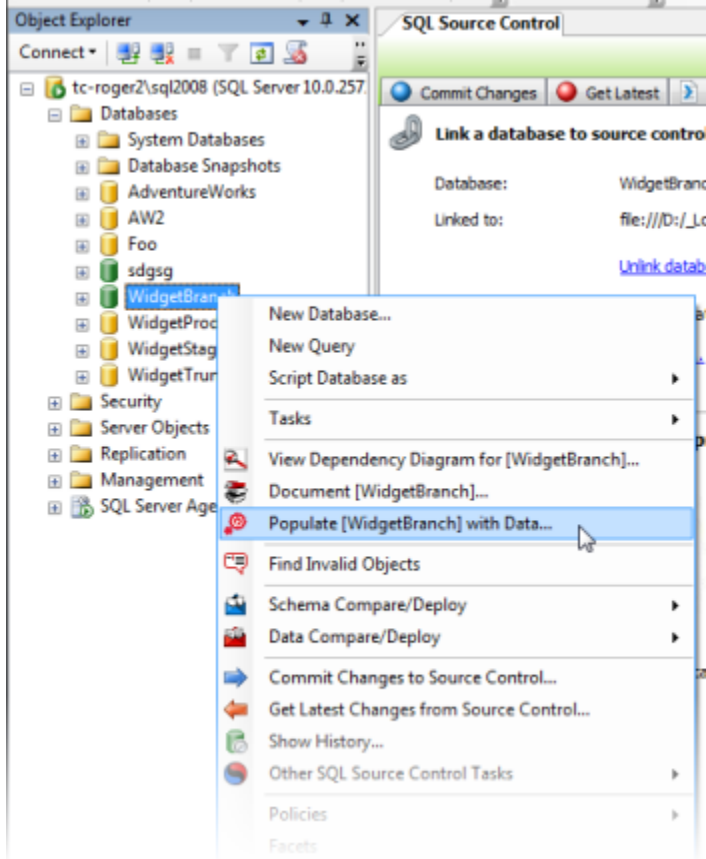 Object Explorer
SQL Source Control
Connect
Commit Changes
Get Latest
tc-roger2\sql2008 (SQL Server 10.0.257
Databases
System Databases
Database Snapshots
AdventureWorks
AW2
Foo
sdgsg
WidgetBranch
WidgetProd
WidgetStag
WidgetTrun
Security
Server Objects
Replication
Management
SQL Server Age
Link a database to source control
Database:
WidgetBranc
Linked to:
file:///D:/_Lo
Unlink datab
New Database...
New Query
Script Database as
Tasks
View Dependency Diagram for [WidgetBranch]...
Document [WidgetBranch]...
Populate [WidgetBranch] with Data...
Find Invalid Objects
Schema Compare/Deploy
Data Compare/Deploy
Commit Changes to Source Control...
Get Latest Changes from Source Control...
Show History...
Other SQL Source Control Tasks
Policies
Facets